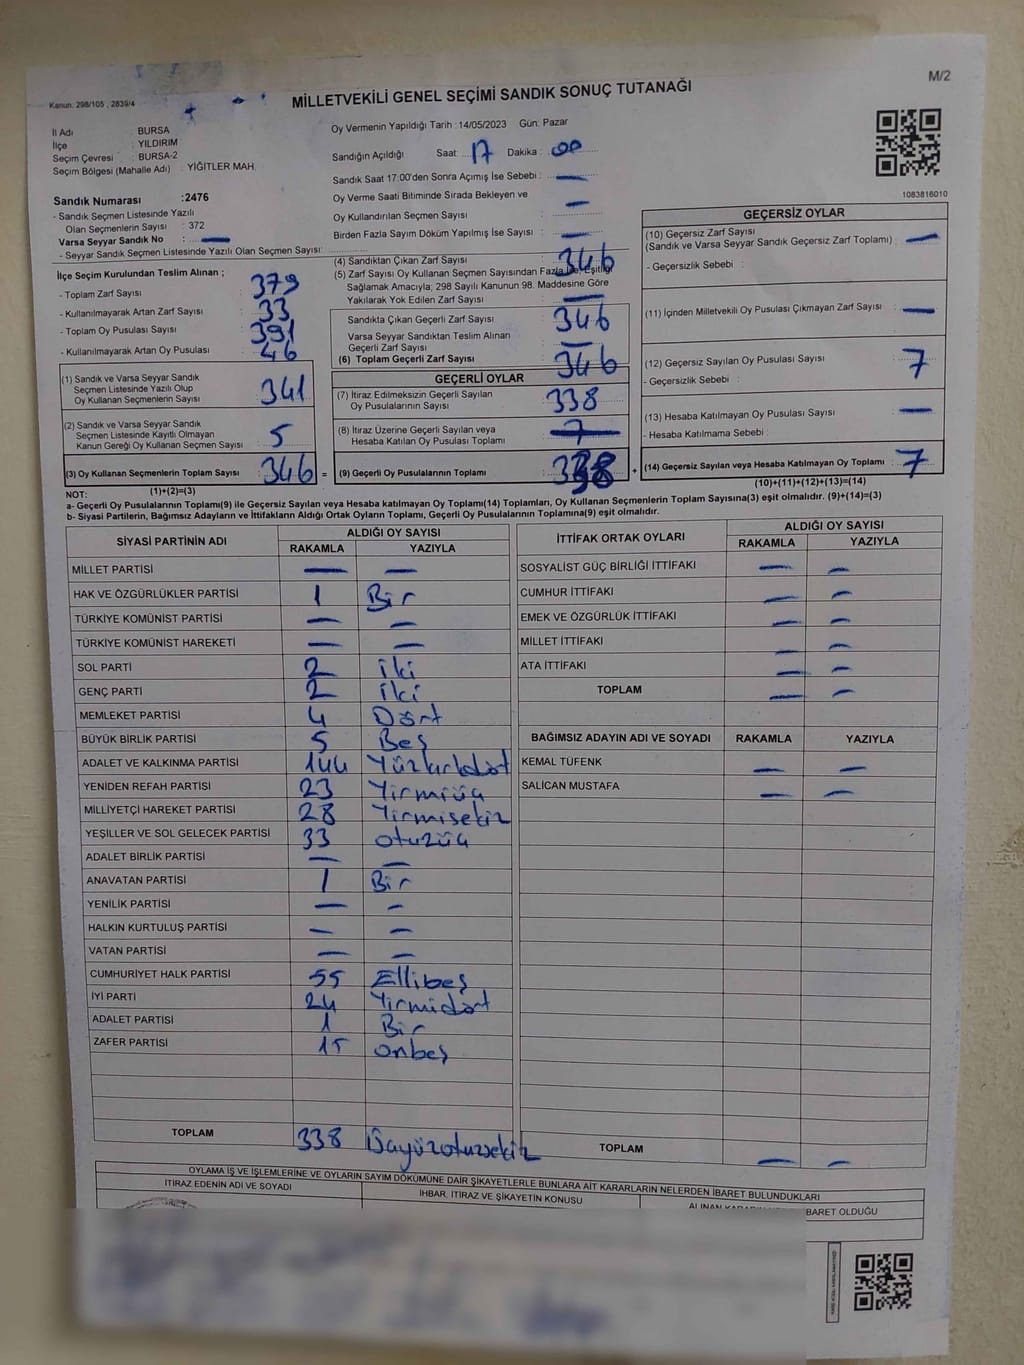 M/2
Kanun. 298/105 , 2839/4
MİLLETVEKİLİ GENEL SEÇİMİ SANDIK SONUÇ TUTANAĞI
İl Adı : BURSA
İlçe : YILDIRIM
Seçim Çevresi : BURSA-2
Seçim Bölgesi (Mahalle Adı) : YİĞİTLER MAH.
Sandık Numarası :2476
- Sandık Seçmen Listesinde Yazılı
Olan Seçmenlerin Sayısı : 372
Varsa Seyyar Sandık No : —
- Seyyar Sandık Seçmen Listesinde Yazılı Olan Seçmen Sayısı:
İlçe Seçim Kurulundan Teslim Alınan ;
- Toplam Zarf Sayısı : 379
- Kullanılmayarak Artan Zarf Sayısı : 33
- Toplam Oy Pusulası Sayısı : 391
- Kullanılmayarak Artan Oy Pusulası : 46
(1) Sandık ve Varsa Seyyar Sandık
Seçmen Listesinde Yazılı Olup
Oy Kullanan Seçmenlerin Sayısı : 341
(2) Sandık ve Varsa Seyyar Sandık
Seçmen Listesinde Kayıtlı Olmayan
Kanun Gereği Oy Kullanan Seçmen Sayısı : 5
(3) Oy Kullanan Seçmenlerin Toplam Sayısı : 346 =
(1)+(2)=(3)
Oy Vermenin Yapıldığı Tarih :14/05/2023 Gün: Pazar
Sandığın Açıldığı Saat: 17 Dakika : 00
Sandık Saat 17:00'den Sonra Açımış İse Sebebi : —
Oy Verme Saati Bitiminde Sırada Bekleyen ve
Oy Kullandırılan Seçmen Sayısı : —
Birden Fazla Sayım Döküm Yapılmış İse Sayısı : —
(4) Sandıktan Çıkan Zarf Sayısı : 346
(5) Zarf Sayısı Oy Kullanan Seçmen Sayısından Fazla İse, Eşitliği
Sağlamak Amacıyla; 298 Sayılı Kanunun 98. Maddesine Göre
Yakılarak Yok Edilen Zarf Sayısı : —
Sandıkta Çıkan Geçerli Zarf Sayısı : 346
Varsa Seyyar Sandıktan Teslim Alınan
Geçerli Zarf Sayısı : —
(6) Toplam Geçerli Zarf Sayısı : 346
GEÇERLİ OYLAR
(7) İtiraz Edilmeksizin Geçerli Sayılan
Oy Pusulalarının Sayısı : 338
(8) İtiraz Üzerine Geçerli Sayılan veya
Hesaba Katılan Oy Pusulası Toplamı : —
(9) Geçerli Oy Pusulalarının Toplamı : 338 +
1083816010
GEÇERSİZ OYLAR
(10) Geçersiz Zarf Sayısı : —
(Sandık ve Varsa Seyyar Sandık Geçersiz Zarf Toplamı)
- Geçersizlik Sebebi :
(11) İçinden Milletvekili Oy Pusulası Çıkmayan Zarf Sayısı : —
(12) Geçersiz Sayılan Oy Pusulası Sayısı : 7
- Geçersizlik Sebebi :
(13) Hesaba Katılmayan Oy Pusulası Sayısı : —
- Hesaba Katılmama Sebebi :
(14) Geçersiz Sayılan veya Hesaba Katılmayan Oy Toplamı : 7
(10)+(11)+(12)+(13)=(14)
NOT:
a- Geçerli Oy Pusulalarının Toplamı(9) ile Geçersiz Sayılan veya Hesaba katılmayan Oy Toplamı(14) Toplamları, Oy Kullanan Seçmenlerin Toplam Sayısına(3) eşit olmalıdır. (9)+(14)=(3)
b- Siyasi Partilerin, Bağımsız Adayların ve İttifakların Aldığı Ortak Oyların Toplamı, Geçerli Oy Pusulalarının Toplamına(9) eşit olmalıdır.
SİYASİ PARTİNİN ADI ALDIĞI OY SAYISI
RAKAMLA YAZIYLA
MİLLET PARTİSİ — —
HAK VE ÖZGÜRLÜKLER PARTİSİ 1 Bir
TÜRKİYE KOMÜNİST PARTİSİ — —
TÜRKİYE KOMÜNİST HAREKETİ — —
SOL PARTİ 2 iki
GENÇ PARTİ 2 iki
MEMLEKET PARTİSİ 4 Dört
BÜYÜK BİRLİK PARTİSİ 5 Beş
ADALET VE KALKINMA PARTİSİ 144 Yüzkırkdört
YENİDEN REFAH PARTİSİ 23 Yirmiüç
MİLLİYETÇİ HAREKET PARTİSİ 28 Yirmisekiz
YEŞİLLER VE SOL GELECEK PARTİSİ 33 otuzüç
ADALET BİRLİK PARTİSİ — —
ANAVATAN PARTİSİ 1 Bir
YENİLİK PARTİSİ — —
HALKIN KURTULUŞ PARTİSİ — —
VATAN PARTİSİ — —
CUMHURİYET HALK PARTİSİ 55 Ellibeş
İYİ PARTİ 24 Yirmidört
ADALET PARTİSİ 1 Bir
ZAFER PARTİSİ 15 onbeş
TOPLAM 338 üçyüzotuzsekiz
İTTİFAK ORTAK OYLARI ALDIĞI OY SAYISI
RAKAMLA YAZIYLA
SOSYALİST GÜÇ BİRLİĞİ İTTİFAKI — —
CUMHUR İTTİFAKI — —
EMEK VE ÖZGÜRLÜK İTTİFAKI — —
MİLLET İTTİFAKI — —
ATA İTTİFAKI — —
TOPLAM — —
BAĞIMSIZ ADAYIN ADI VE SOYADI RAKAMLA YAZIYLA
KEMAL TÜFENK — —
SALİCAN MUSTAFA — —
TOPLAM — —
OYLAMA İŞ VE İŞLEMLERİNE VE OYLARIN SAYIM DÖKÜMÜNE DAİR ŞİKAYETLERLE BUNLARA AİT KARARLARIN NELERDEN İBARET BULUNDUKLARI
İTİRAZ EDENİN ADI VE SOYADI
İHBAR, İTİRAZ VE ŞİKAYETİN KONUSU
BARET OLDUĞU